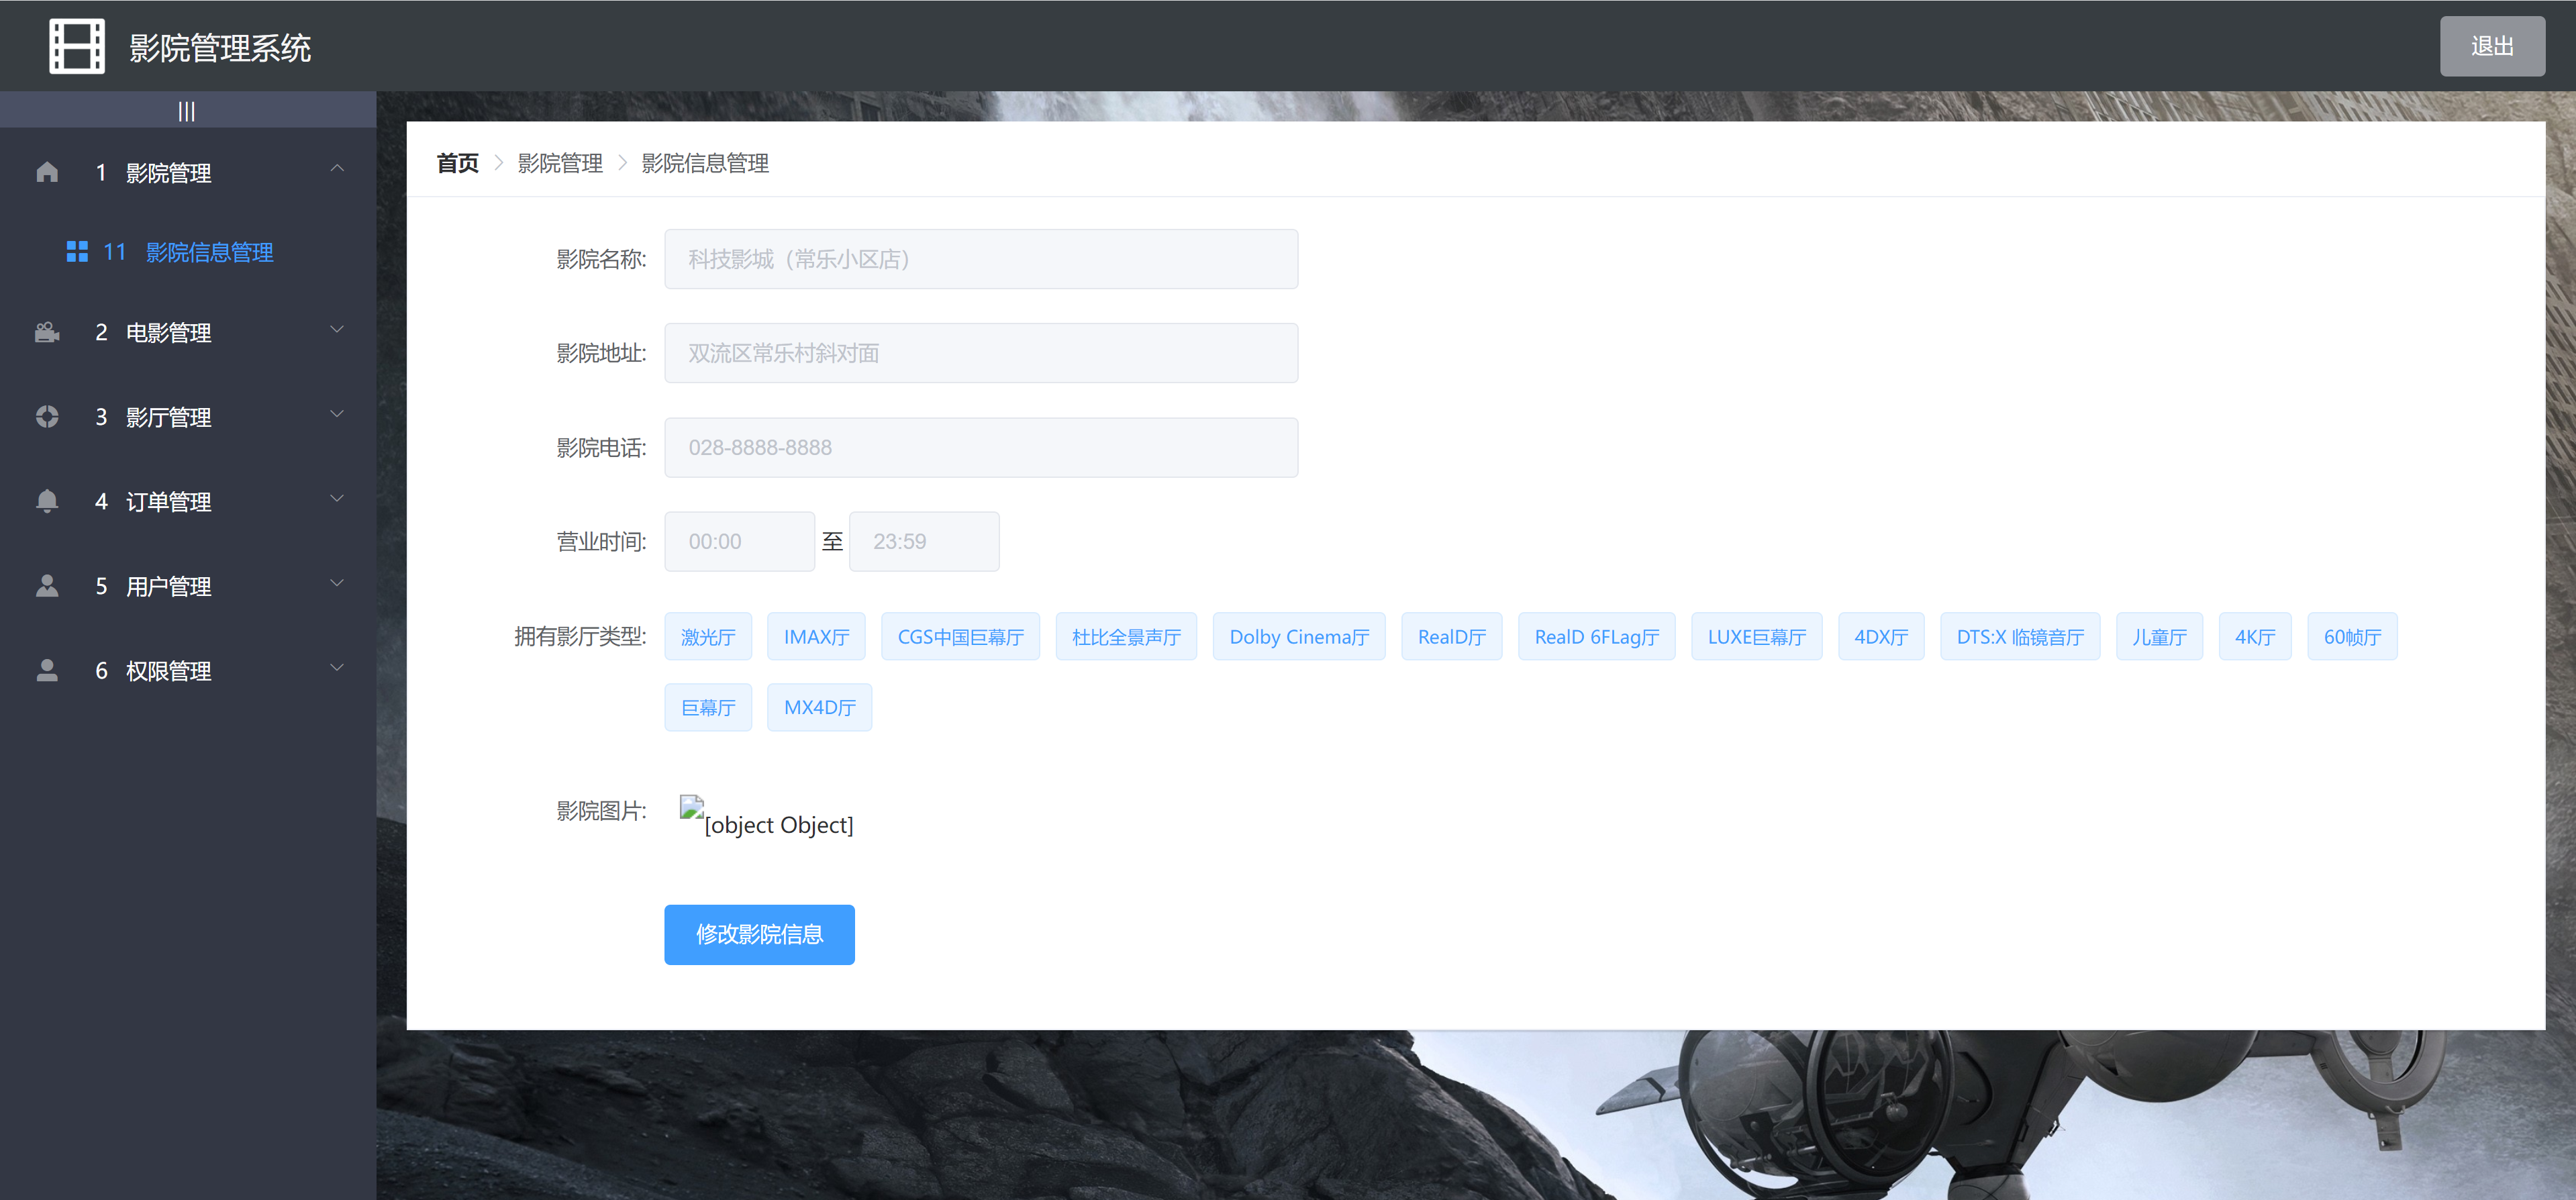 影院管理系统
退出
|||
1 影院管理
11 影院信息管理
2 电影管理
3 影厅管理
4 订单管理
5 用户管理
6 权限管理
首页 > 影院管理 > 影院信息管理
影院名称: 科技影城（常乐小区店）
影院地址: 双流区常乐村斜对面
影院电话: 028-8888-8888
营业时间: 00:00 至 23:59
拥有影厅类型: 激光厅 IMAX厅 CGS中国巨幕厅 杜比全景声厅 Dolby Cinema厅 RealD厅 RealD 6FLag厅 LUXE巨幕厅 4DX厅 DTS:X 临镜音厅 儿童厅 4K厅 60帧厅
巨幕厅 MX4D厅
影院图片: [object Object]
修改影院信息